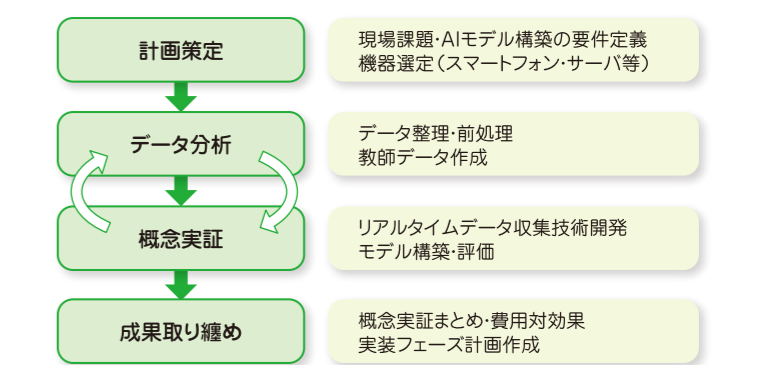 計画策定
現場課題・AIモデル構築の要件定義
機器選定(スマートフォン・サーバ等)
データ分析
データ整理・前処理
教師データ作成
概念実証
リアルタイムデータ収集技術開発
モデル構築・評価
成果取り纏め
概念実証まとめ・費用対効果
実装フェーズ計画作成